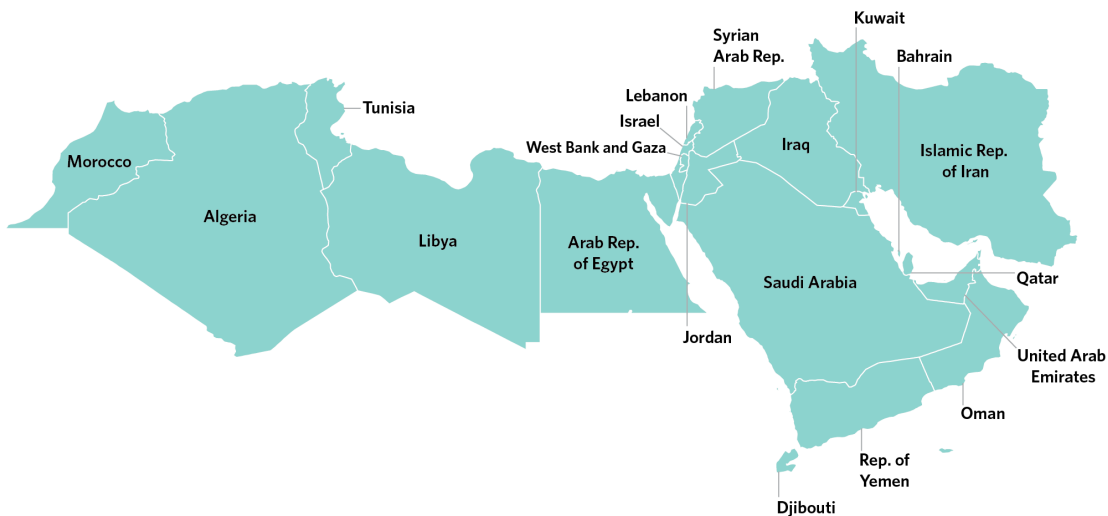 Kuwait
Syrian
Arab Rep.
Bahrain
Lebanon
Tunisia
Israel
West Bank and Gaza
Iraq
Islamic Rep.
of Iran
Morocco
Algeria
Libya
Arab Rep.
of Egypt
Saudi Arabia
Qatar
Jordan
United Arab
Emirates
Oman
Rep. of
Yemen
Djibouti